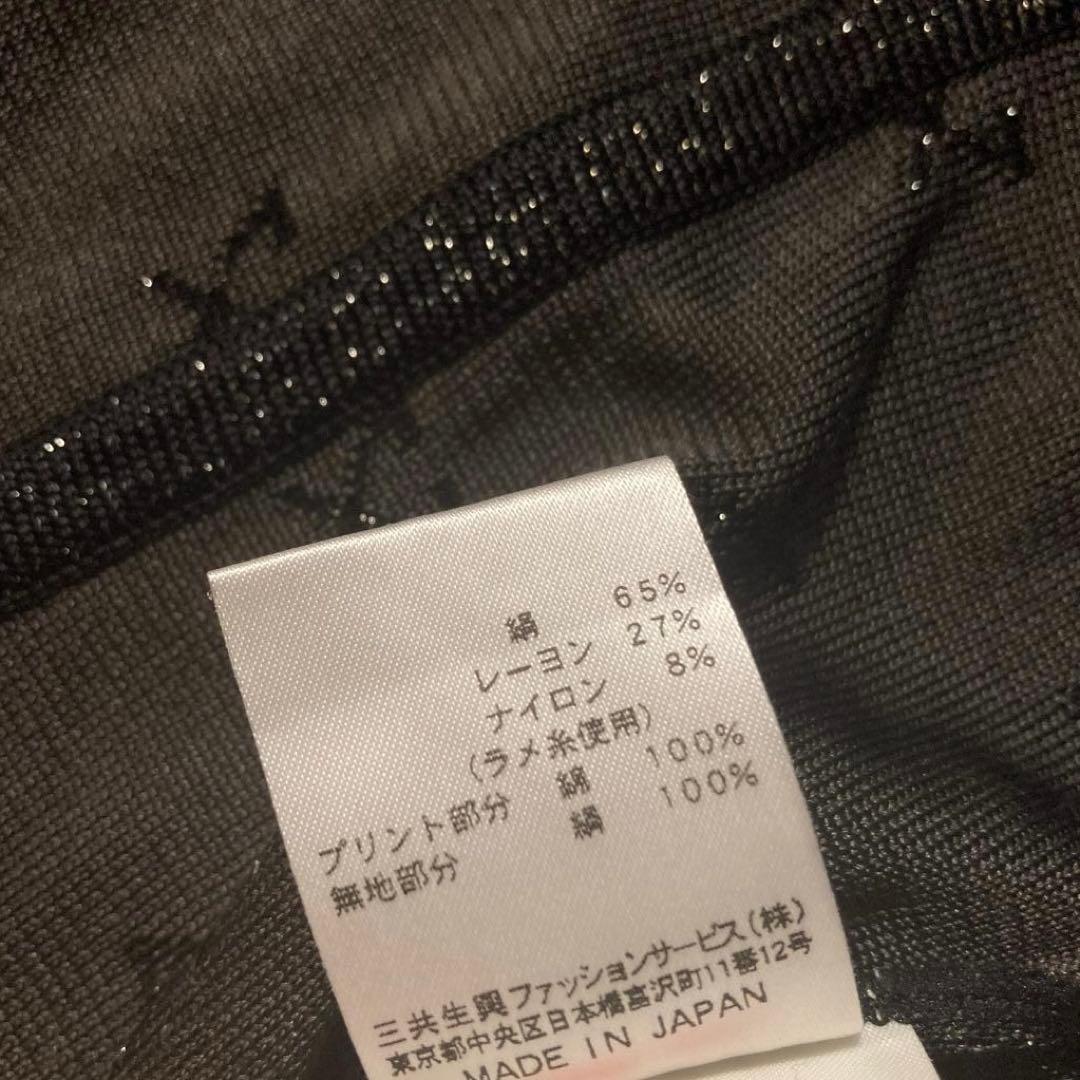 絹 65%
レーヨン 27%
ナイロン 8%
(ラメ糸使用)
プリント部分 綿 100%
無地部分 絹 100%
三共生興ファッションサービス(株)
東京都中央区日本橋富沢町11番12号
MADE IN JAPAN